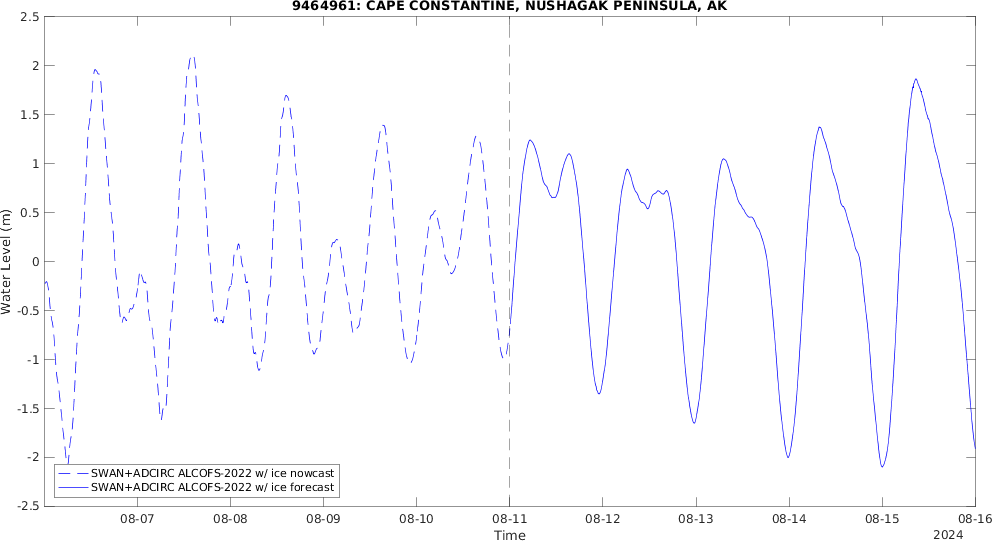 9464961: CAPE CONSTANTINE, NUSHAGAK PENINSULA, AK
2.5
2
1.5
1
0.5
0
-0.5
-1
-1.5
-2
-2.5
Water Level (m)
SWAN+ADCIRC ALCOFS-2022 w/ ice nowcast
SWAN+ADCIRC ALCOFS-2022 w/ ice forecast
08-07 08-08 08-09 08-10 08-11 08-12 08-13 08-14 08-15 08-16
Time
2024